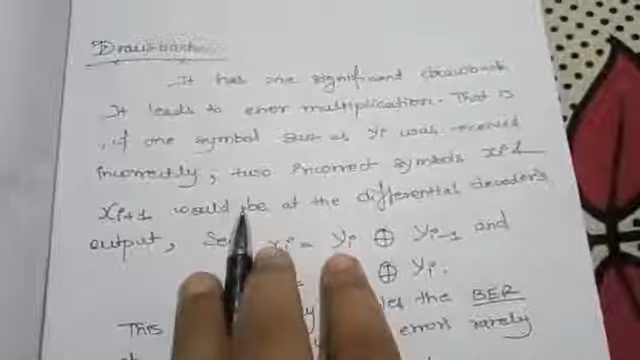 Drawback
It has one significant drawback
It leads to error multiplication. That is
, if one symbol such as yi was received
incorrectly, two incorrect symbols xi &
xi+1 would be at the differential decoder's
output, xi = yi ⊕ yi-1 and
⊕ yi.
This the BER
errors rarely